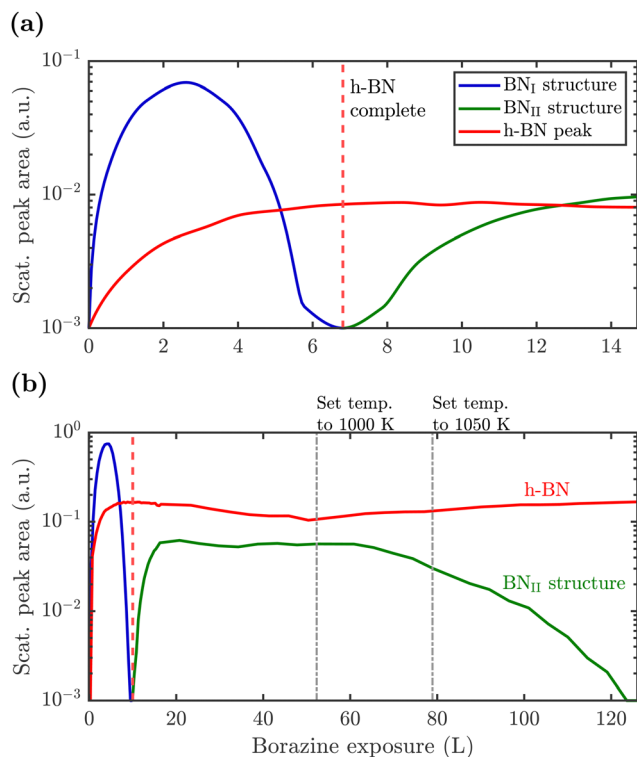 (a)
Scat. peak area (a.u.)
10⁻¹
10⁻²
10⁻³
h-BN
complete
BN_I structure
BN_II structure
h-BN peak
0 2 4 6 8 10 12 14
(b)
Scat. peak area (a.u.)
10⁰
10⁻¹
10⁻²
10⁻³
Set temp.
to 1000 K
Set temp.
to 1050 K
h-BN
BN_II structure
0 20 40 60 80 100 120
Borazine exposure (L)